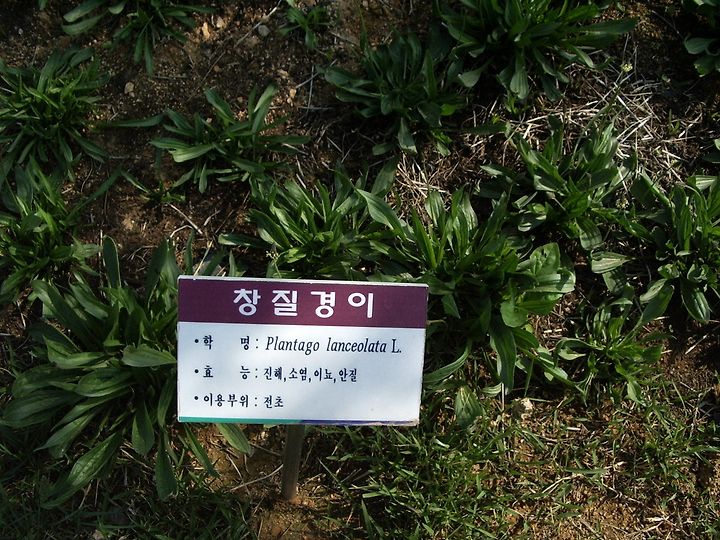 창질경이
• 학 명 : Plantago lanceolata L.
• 효 능 : 진해, 소염, 이뇨, 안질
• 이용부위 : 전초